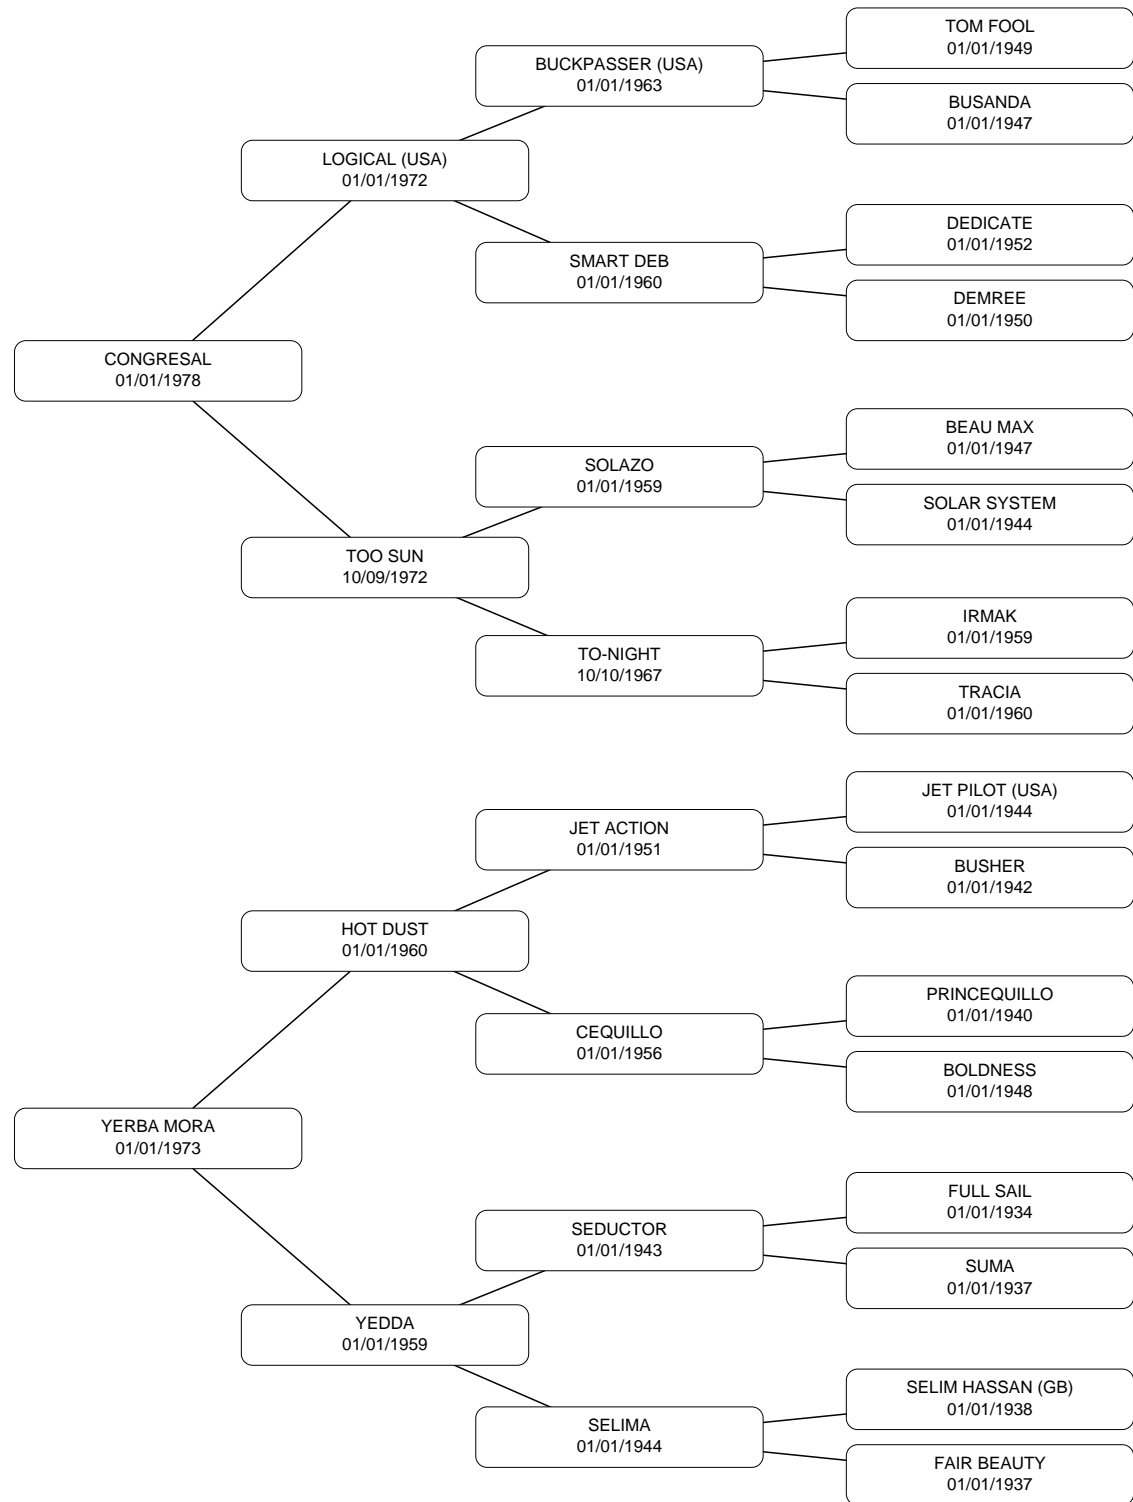 TOM FOOL
01/01/1949
BUCKPASSER (USA)
01/01/1963
BUSANDA
01/01/1947
LOGICAL (USA)
01/01/1972
DEDICATE
01/01/1952
SMART DEB
01/01/1960
DEMREE
01/01/1950
CONGRESAL
01/01/1978
BEAU MAX
01/01/1947
SOLAZO
01/01/1959
SOLAR SYSTEM
01/01/1944
TOO SUN
10/09/1972
IRMAK
01/01/1959
TO-NIGHT
10/10/1967
TRACIA
01/01/1960
JET PILOT (USA)
01/01/1944
JET ACTION
01/01/1951
BUSHER
01/01/1942
HOT DUST
01/01/1960
PRINCEQUILLO
01/01/1940
CEQUILLO
01/01/1956
BOLDNESS
01/01/1948
YERBA MORA
01/01/1973
FULL SAIL
01/01/1934
SEDUCTOR
01/01/1943
SUMA
01/01/1937
YEDDA
01/01/1959
SELIM HASSAN (GB)
01/01/1938
SELIMA
01/01/1944
FAIR BEAUTY
01/01/1937